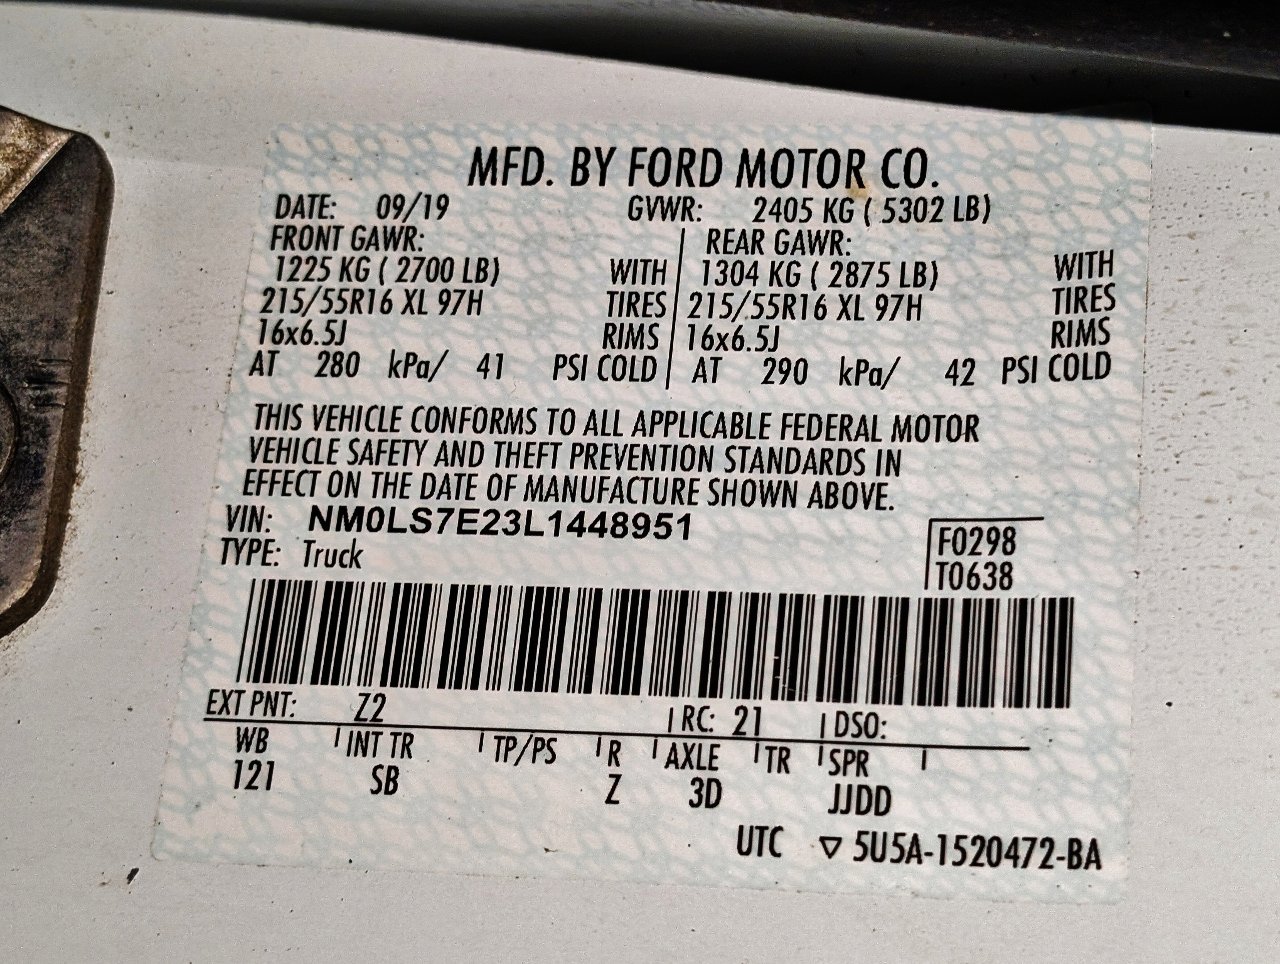 MFD. BY FORD MOTOR CO.
DATE: 09/19 GVWR: 2405 KG ( 5302 LB)
FRONT GAWR: REAR GAWR:
1225 KG ( 2700 LB) WITH 1304 KG ( 2875 LB) WITH
215/55R16 XL 97H TIRES 215/55R16 XL 97H TIRES
16x6.5J RIMS 16x6.5J RIMS
AT 280 kPa/ 41 PSI COLD AT 290 kPa/ 42 PSI COLD
THIS VEHICLE CONFORMS TO ALL APPLICABLE FEDERAL MOTOR
VEHICLE SAFETY AND THEFT PREVENTION STANDARDS IN
EFFECT ON THE DATE OF MANUFACTURE SHOWN ABOVE.
VIN: NM0LS7E23L1448951
F0298
TYPE: Truck
T0638
EXT PNT: Z2 RC: 21 DSO:
WB INT TR TP/PS R AXLE TR SPR
121 SB Z 3D JJDD
UTC ▽ 5U5A-1520472-BA